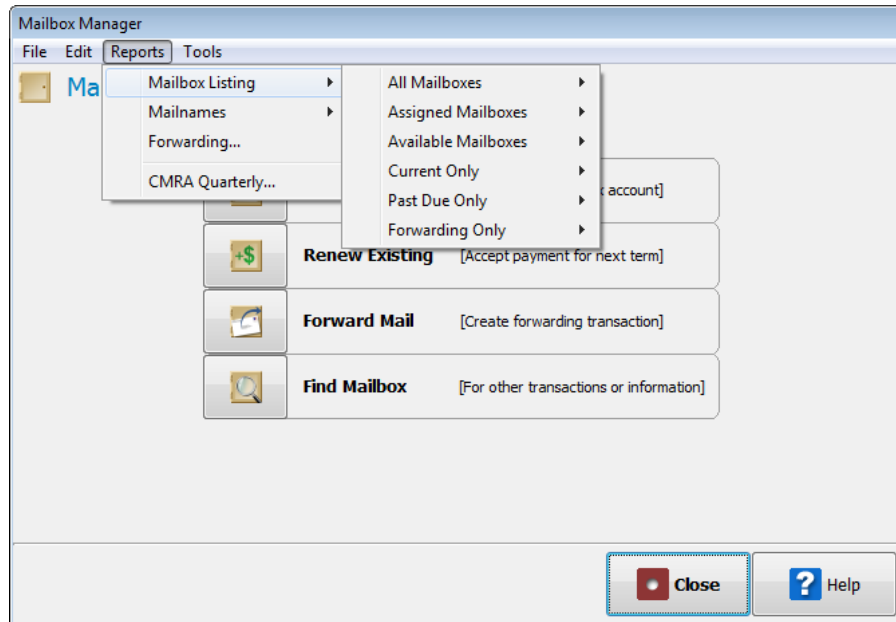 Mailbox Manager
File Edit Reports Tools
Ma
Mailbox Listing
Mailnames
Forwarding...
CMRA Quarterly...
All Mailboxes
Assigned Mailboxes
Available Mailboxes
Current Only
Past Due Only
Forwarding Only
account]
+$ Renew Existing [Accept payment for next term]
Forward Mail [Create forwarding transaction]
Find Mailbox [For other transactions or information]
Close ? Help